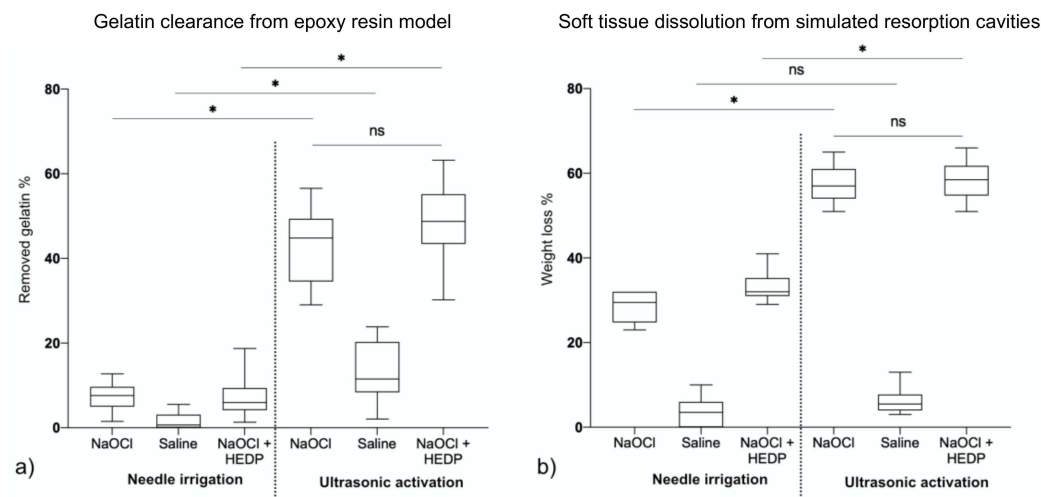 Gelatin clearance from epoxy resin model
Soft tissue dissolution from simulated resorption cavities
*
*
*
ns
80
60
40
20
0
Removed gelatin %
NaOCl
Saline
NaOCl +
HEDP
NaOCl
Saline
NaOCl +
HEDP
Needle irrigation
Ultrasonic activation
a)
*
ns
*
ns
80
60
40
20
0
Weight loss %
NaOCl
Saline
NaOCl +
HEDP
NaOCl
Saline
NaOCl +
HEDP
Needle irrigation
Ultrasonic activation
b)